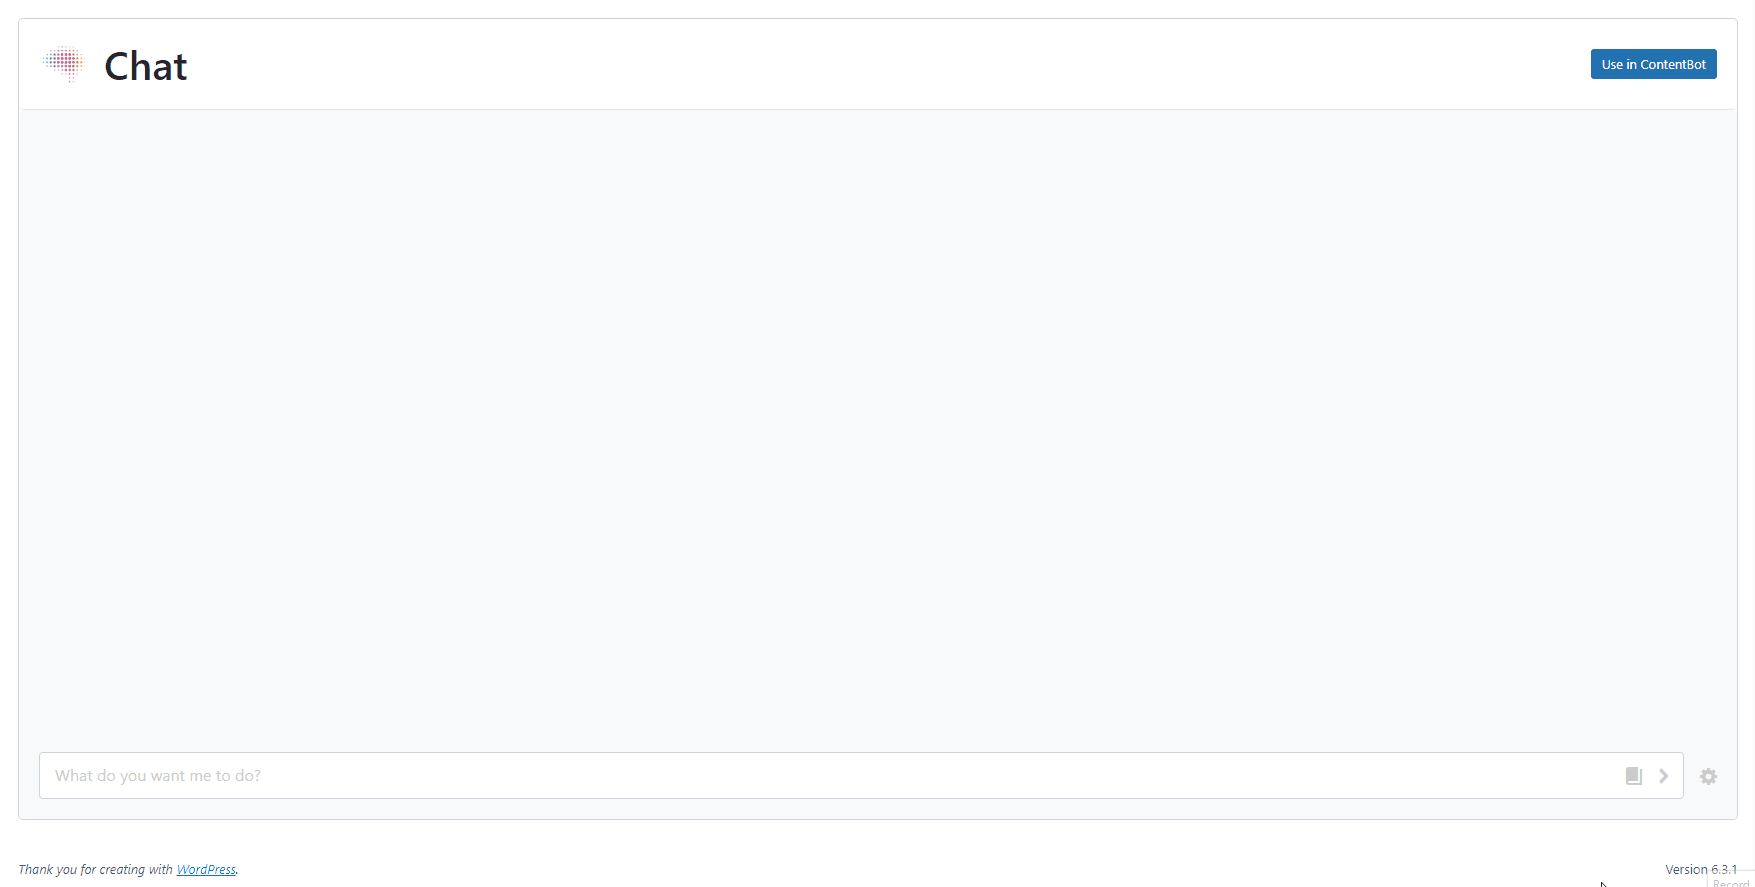 Chat
Use in ContentBot
What do you want me to do?
Thank you for creating with WordPress.
Version 6.3.1
Record